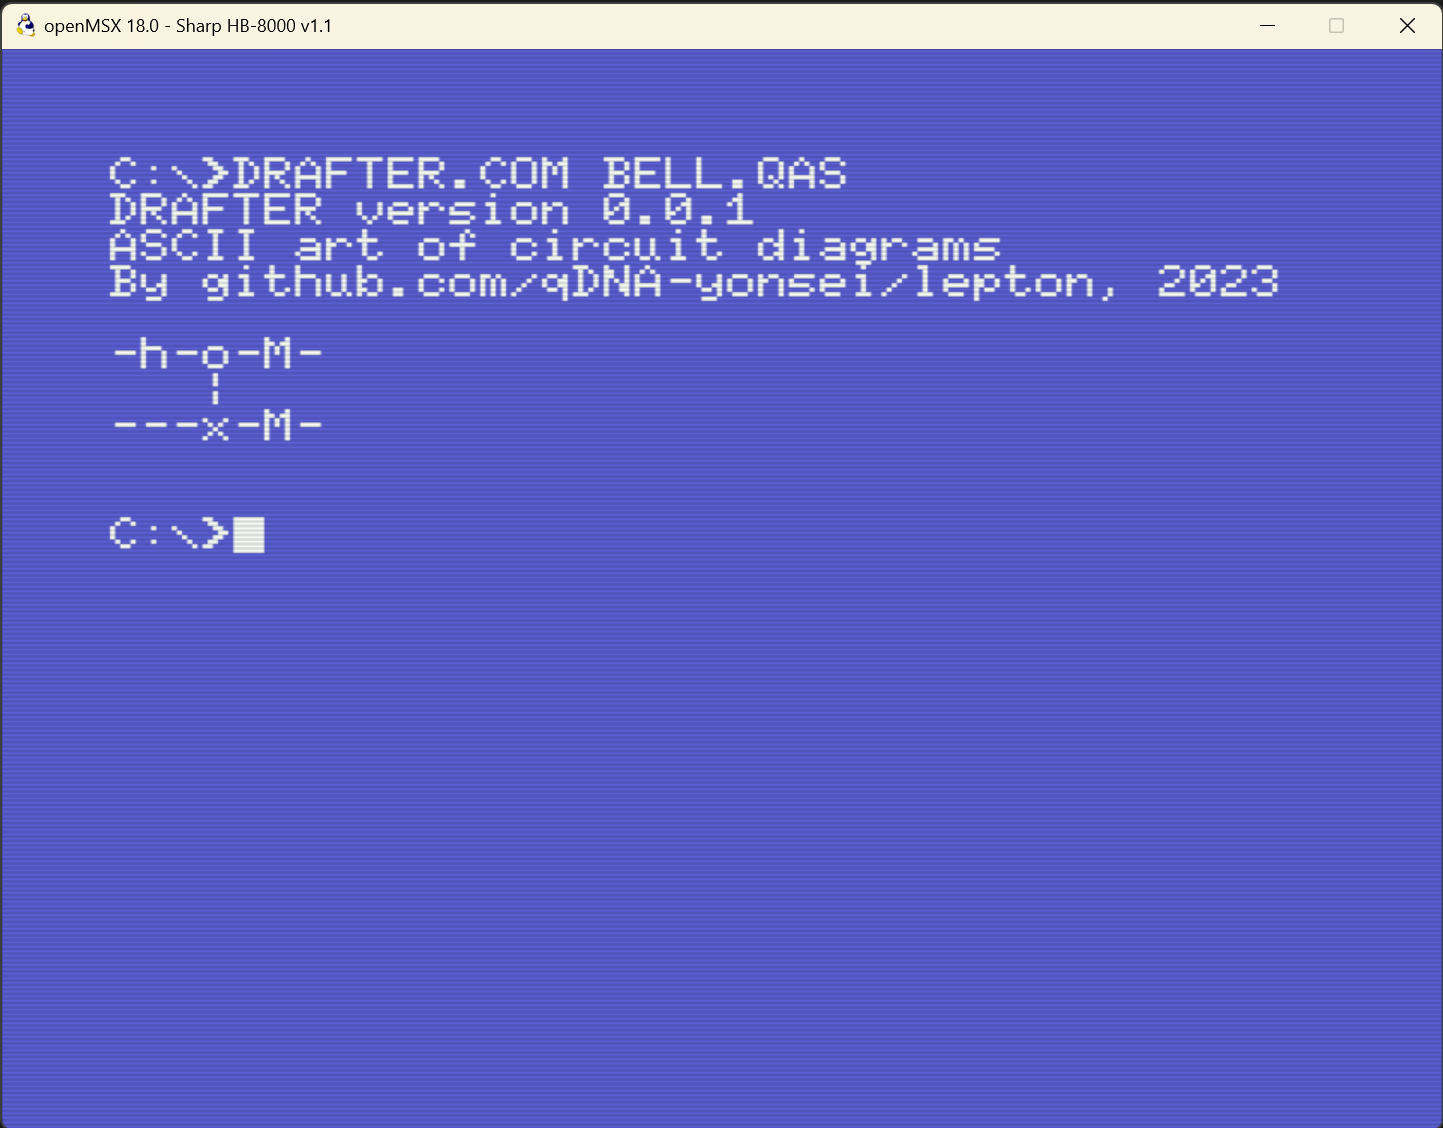 openMSX 18.0 - Sharp HB-8000 v1.1
C:\>DRAFTER.COM BELL.QAS
DRAFTER version 0.0.1
ASCII art of circuit diagrams
By github.com/qDNA-yonsei/lepton, 2023
-h-o-M-
   ¦
---x-M-
C:\>